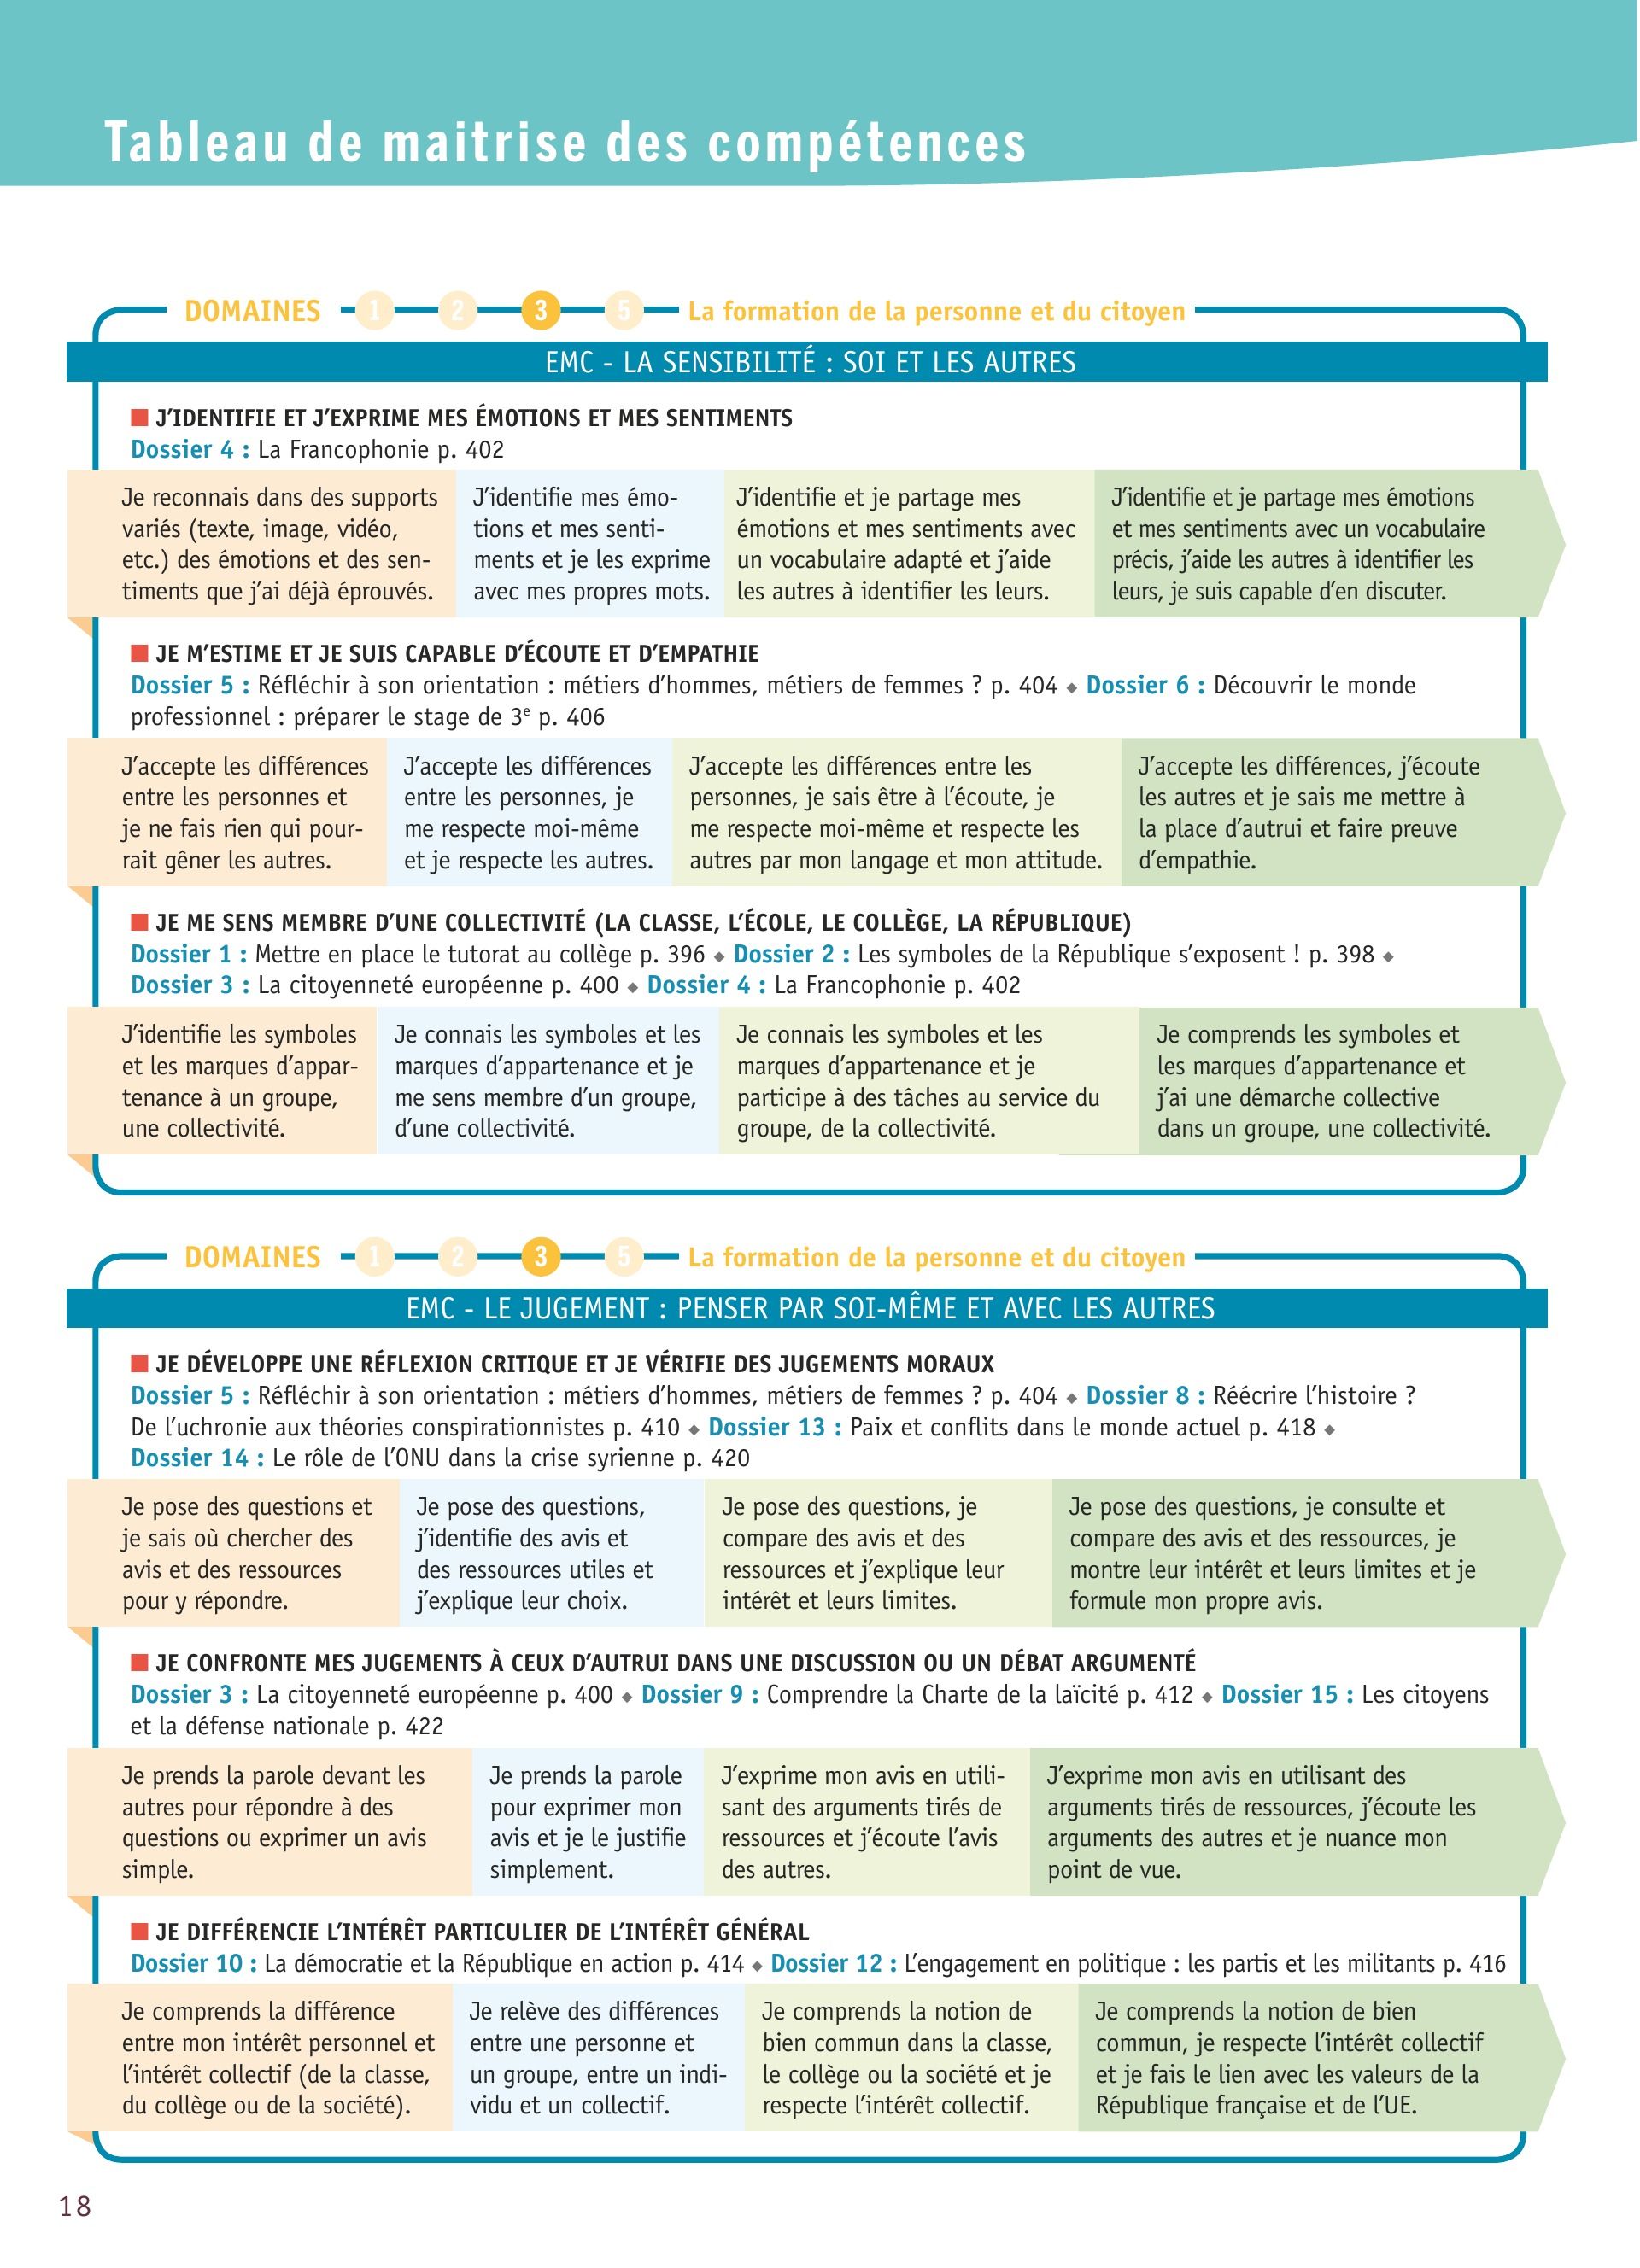 Tableau de maitrise des compétences
DOMAINES 1 2 3 5 La formation de la personne et du citoyen
EMC - LA SENSIBILITÉ : SOI ET LES AUTRES
J’IDENTIFIE ET J’EXPRIME MES ÉMOTIONS ET MES SENTIMENTS
Dossier 4 : La Francophonie p. 402
Je reconnais dans des supports
variés (texte, image, vidéo,
etc.) des émotions et des sen-
timents que j’ai déjà éprouvés.
J’identifie mes émo-
tions et mes senti-
ments et je les exprime
avec mes propres mots.
J’identifie et je partage mes
émotions et mes sentiments avec
un vocabulaire adapté et j’aide
les autres à identifier les leurs.
J’identifie et je partage mes émotions
et mes sentiments avec un vocabulaire
précis, j’aide les autres à identifier les
leurs, je suis capable d’en discuter.
JE M’ESTIME ET JE SUIS CAPABLE D’ÉCOUTE ET D’EMPATHIE
Dossier 5 : Réfléchir à son orientation : métiers d’hommes, métiers de femmes ? p. 404 ◆ Dossier 6 : Découvrir le monde
professionnel : préparer le stage de 3e p. 406
J’accepte les différences
entre les personnes et
je ne fais rien qui pour-
rait gêner les autres.
J’accepte les différences
entre les personnes, je
me respecte moi-même
et je respecte les autres.
J’accepte les différences entre les
personnes, je sais être à l’écoute, je
me respecte moi-même et respecte les
autres par mon langage et mon attitude.
J’accepte les différences, j’écoute
les autres et je sais me mettre à
la place d’autrui et faire preuve
d’empathie.
JE ME SENS MEMBRE D’UNE COLLECTIVITÉ (LA CLASSE, L’ÉCOLE, LE COLLÈGE, LA RÉPUBLIQUE)
Dossier 1 : Mettre en place le tutorat au collège p. 396 ◆ Dossier 2 : Les symboles de la République s’exposent ! p. 398 ◆
Dossier 3 : La citoyenneté européenne p. 400 ◆ Dossier 4 : La Francophonie p. 402
J’identifie les symboles
et les marques d’appar-
tenance à un groupe,
une collectivité.
Je connais les symboles et les
marques d’appartenance et je
me sens membre d’un groupe,
d’une collectivité.
Je connais les symboles et les
marques d’appartenance et je
participe à des tâches au service du
groupe, de la collectivité.
Je comprends les symboles et
les marques d’appartenance et
j’ai une démarche collective
dans un groupe, une collectivité.
DOMAINES 1 2 3 5 La formation de la personne et du citoyen
EMC - LE JUGEMENT : PENSER PAR SOI-MÊME ET AVEC LES AUTRES
JE DÉVELOPPE UNE RÉFLEXION CRITIQUE ET JE VÉRIFIE DES JUGEMENTS MORAUX
Dossier 5 : Réfléchir à son orientation : métiers d’hommes, métiers de femmes ? p. 404 ◆ Dossier 8 : Réécrire l’histoire ?
De l’uchronie aux théories conspirationnistes p. 410 ◆ Dossier 13 : Paix et conflits dans le monde actuel p. 418 ◆
Dossier 14 : Le rôle de l’ONU dans la crise syrienne p. 420
Je pose des questions et
je sais où chercher des
avis et des ressources
pour y répondre.
Je pose des questions,
j’identifie des avis et
des ressources utiles et
j’explique leur choix.
Je pose des questions, je
compare des avis et des
ressources et j’explique leur
intérêt et leurs limites.
Je pose des questions, je consulte et
compare des avis et des ressources, je
montre leur intérêt et leurs limites et je
formule mon propre avis.
JE CONFRONTE MES JUGEMENTS À CEUX D’AUTRUI DANS UNE DISCUSSION OU UN DÉBAT ARGUMENTÉ
Dossier 3 : La citoyenneté européenne p. 400 ◆ Dossier 9 : Comprendre la Charte de la laïcité p. 412 ◆ Dossier 15 : Les citoyens
et la défense nationale p. 422
Je prends la parole devant les
autres pour répondre à des
questions ou exprimer un avis
simple.
Je prends la parole
pour exprimer mon
avis et je le justifie
simplement.
J’exprime mon avis en utili-
sant des arguments tirés de
ressources et j’écoute l’avis
des autres.
J’exprime mon avis en utilisant des
arguments tirés de ressources, j’écoute les
arguments des autres et je nuance mon
point de vue.
JE DIFFÉRENCIE L’INTÉRÊT PARTICULIER DE L’INTÉRÊT GÉNÉRAL
Dossier 10 : La démocratie et la République en action p. 414 ◆ Dossier 12 : L’engagement en politique : les partis et les militants p. 416
Je comprends la différence
entre mon intérêt personnel et
l’intérêt collectif (de la classe,
du collège ou de la société).
Je relève des différences
entre une personne et
un groupe, entre un indi-
vidu et un collectif.
Je comprends la notion de
bien commun dans la classe,
le collège ou la société et je
respecte l’intérêt collectif.
Je comprends la notion de bien
commun, je respecte l’intérêt collectif
et je fais le lien avec les valeurs de la
République française et de l’UE.
18